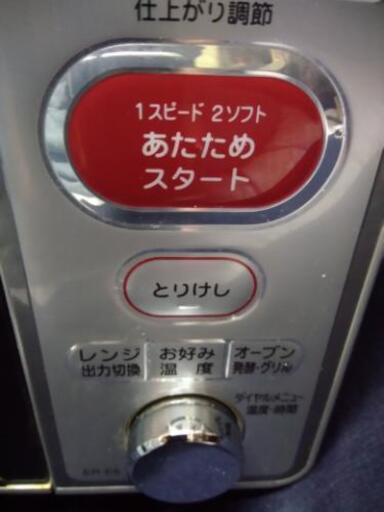 仕上がり調節
1スピード 2ソフト
あたため
スタート
とりけし
レンジ お好み オーブン
出力切換 温度 発酵・グリル
ダイヤルメニュー
温度・時間